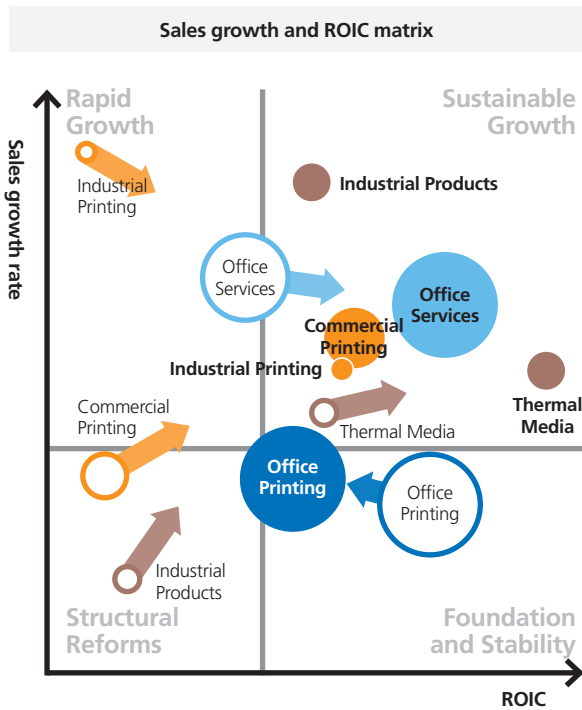 Sales growth and ROIC matrix
Rapid
Growth
Sustainable
Growth
Sales growth rate
Industrial
Printing
Industrial Products
Office
Services
Office
Services
Commercial
Printing
Industrial Printing
Commercial
Printing
Thermal Media
Thermal
Media
Office
Printing
Office
Printing
Industrial
Products
Structural
Reforms
Foundation
and Stability
ROIC